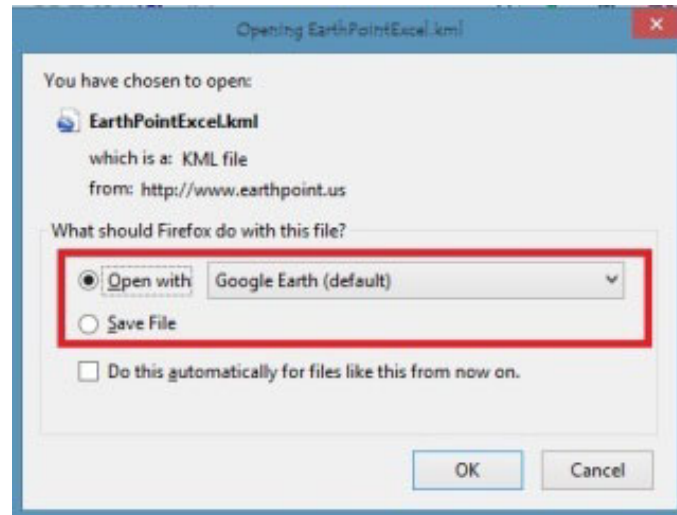 Opening EarthPointExcel.kml
You have chosen to open:
EarthPointExcel.kml
which is a: KML file
from: http://www.earthpoint.us
What should Firefox do with this file?
Open with Google Earth (default)
Save File
Do this automatically for files like this from now on.
OK Cancel